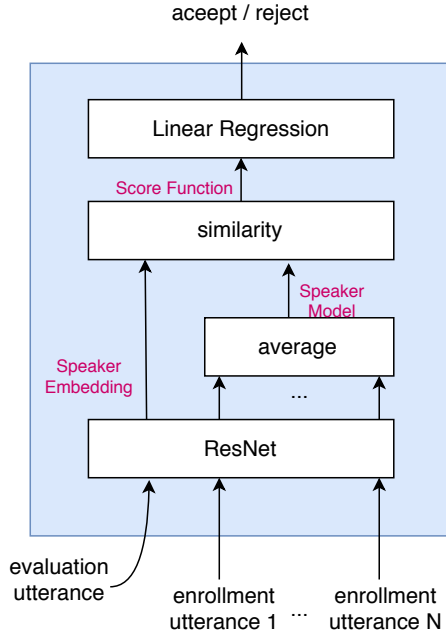 aceept / reject
Linear Regression
Score Function
similarity
Speaker
Model
average
Speaker
Embedding
...
ResNet
evaluation
utterance
enrollment
utterance 1
...
enrollment
utterance N